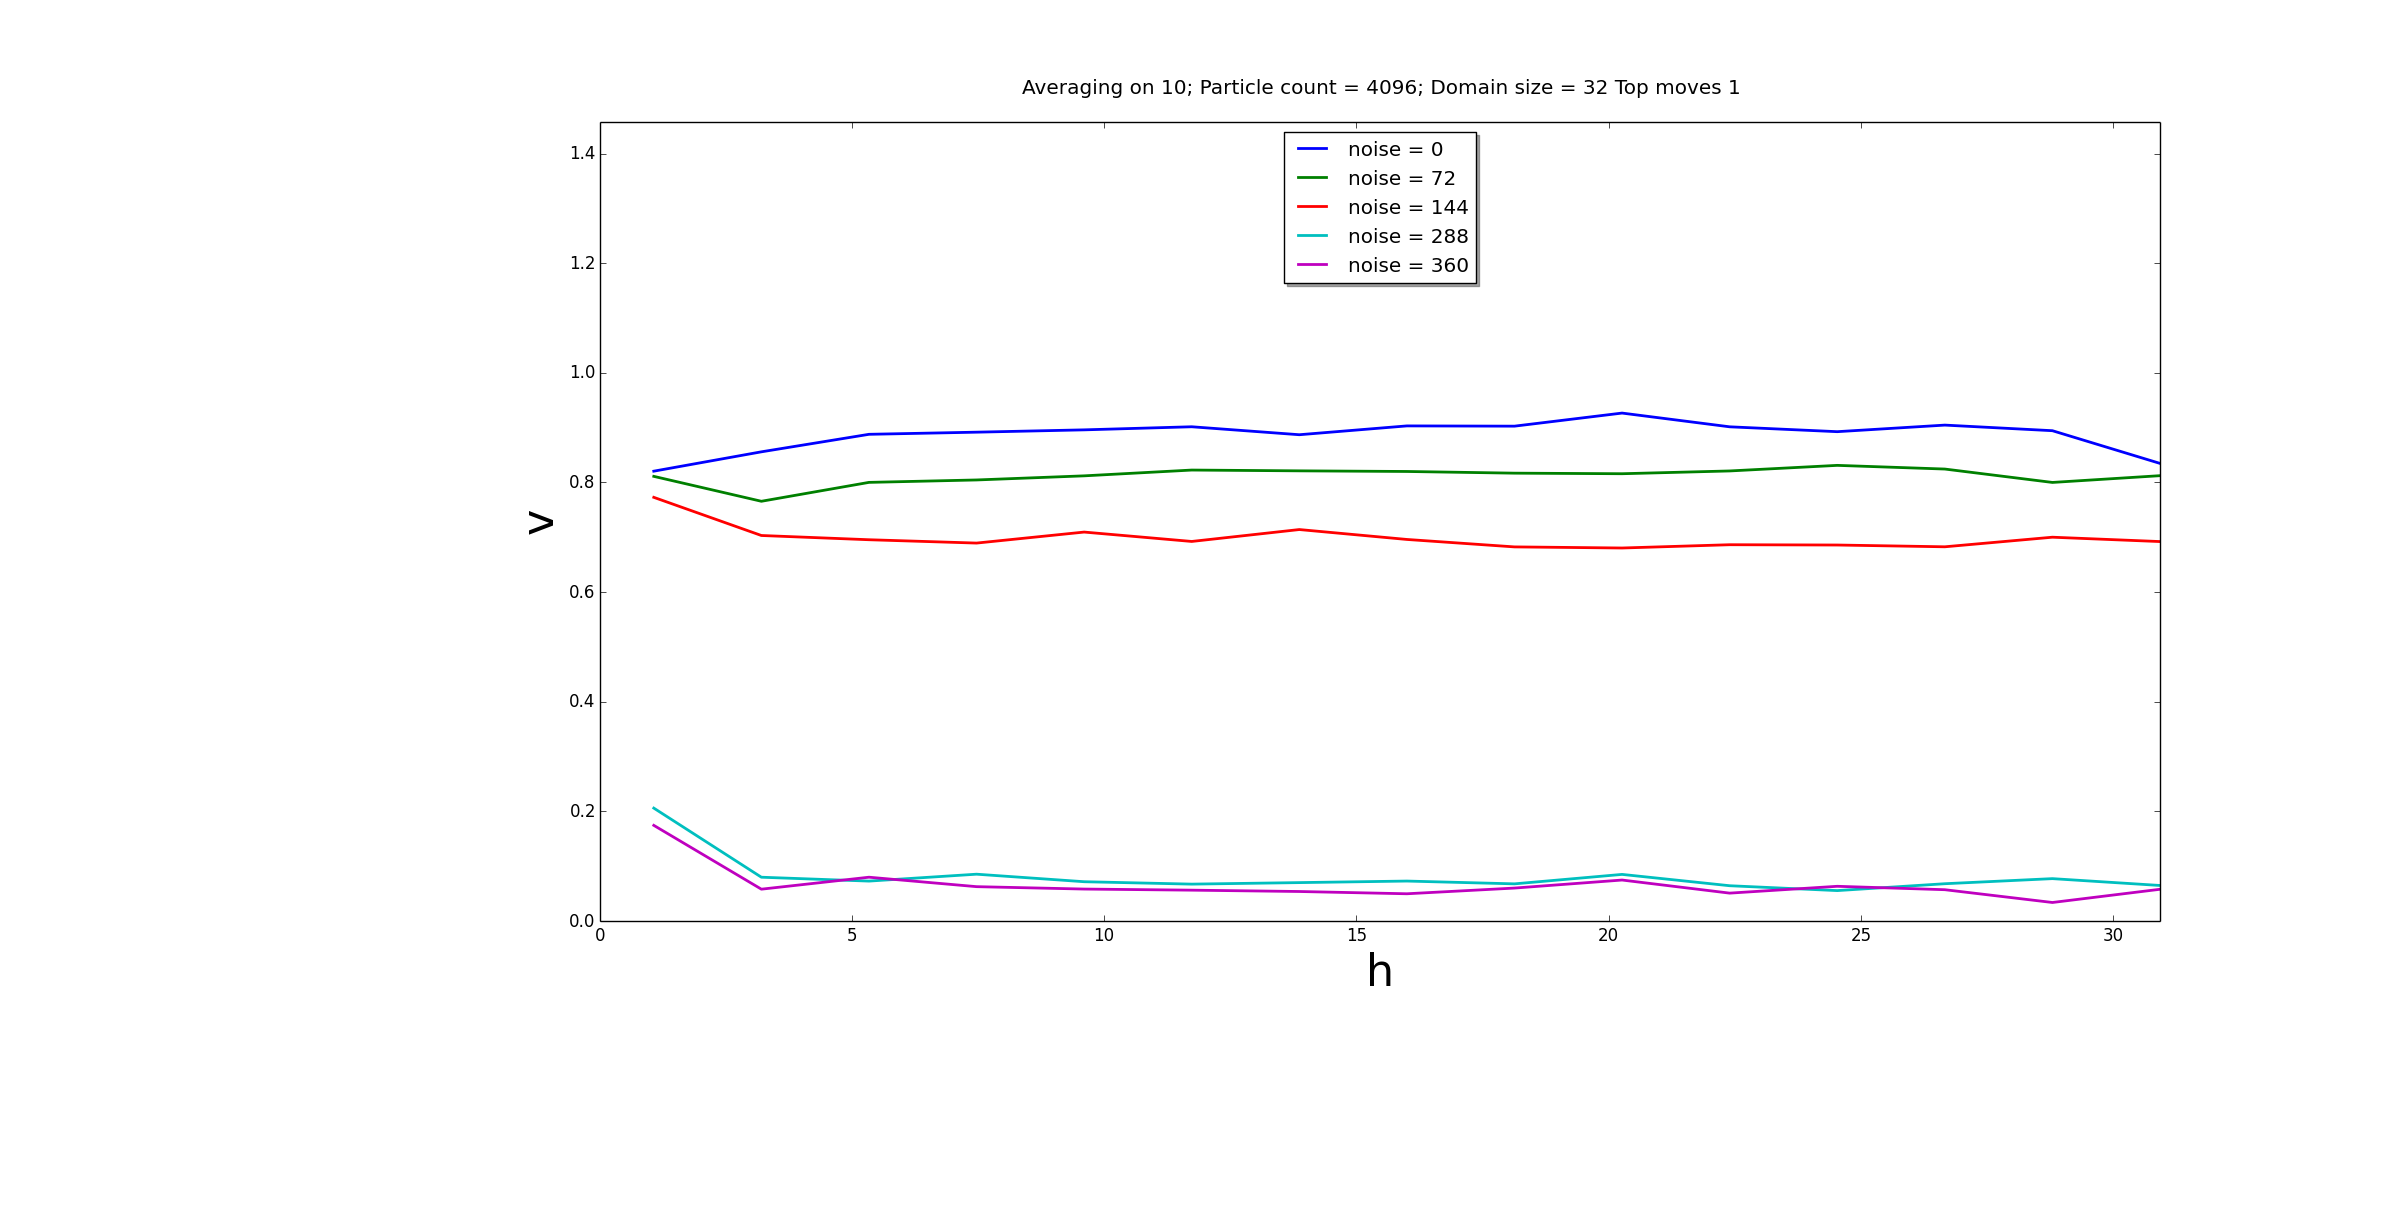 Averaging on 10; Particle count = 4096; Domain size = 32 Top moves 1
noise = 0
noise = 72
noise = 144
noise = 288
noise = 360
1.4
1.2
1.0
0.8
0.6
0.4
0.2
0.0
v
0 5 10 15 20 25 30
h